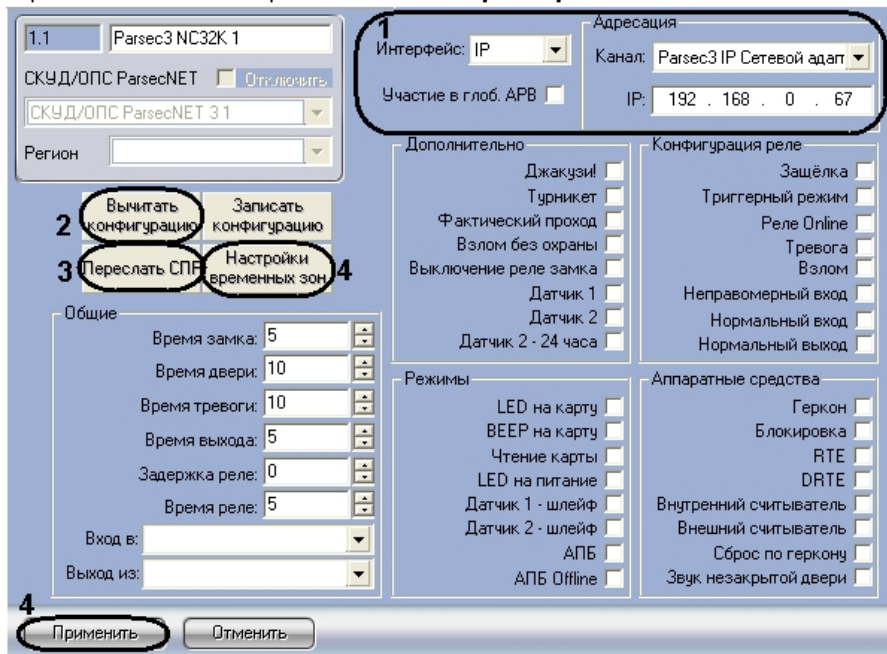 1.1 Parsec3 NC32K 1
СКУД/ОПС ParsecNET Отключить
СКУД/ОПС ParsecNET 3 1
Регион
1
Интерфейс: IP
Участие в глоб. APB
Адресация
Канал: Parsec3 IP Сетевой адап
IP: 192 . 168 . 0 . 67
2
Вычитать конфигурацию
Записать конфигурацию
3
Переслать СПР
Настройки временных зон
4
Общие
Время замка: 5
Время двери: 10
Время тревоги: 10
Время выхода: 5
Задержка реле: 0
Время реле: 5
Вход в:
Выход из:
Дополнительно
Джакузи!
Турникет
Фактический проход
Взлом без охраны
Выключение реле замка
Датчик 1
Датчик 2
Датчик 2 - 24 часа
Конфигурация реле
Защёлка
Триггерный режим
Реле Online
Тревога
Взлом
Неправомерный вход
Нормальный вход
Нормальный выход
Режимы
LED на карту
BEEP на карту
Чтение карты
LED на питание
Датчик 1 - шлейф
Датчик 2 - шлейф
АПБ
АПБ Offline
Аппаратные средства
Геркон
Блокировка
RTE
DRTE
Внутренний считыватель
Внешний считыватель
Сброс по геркону
Звук незакрытой двери
4
Применить
Отменить